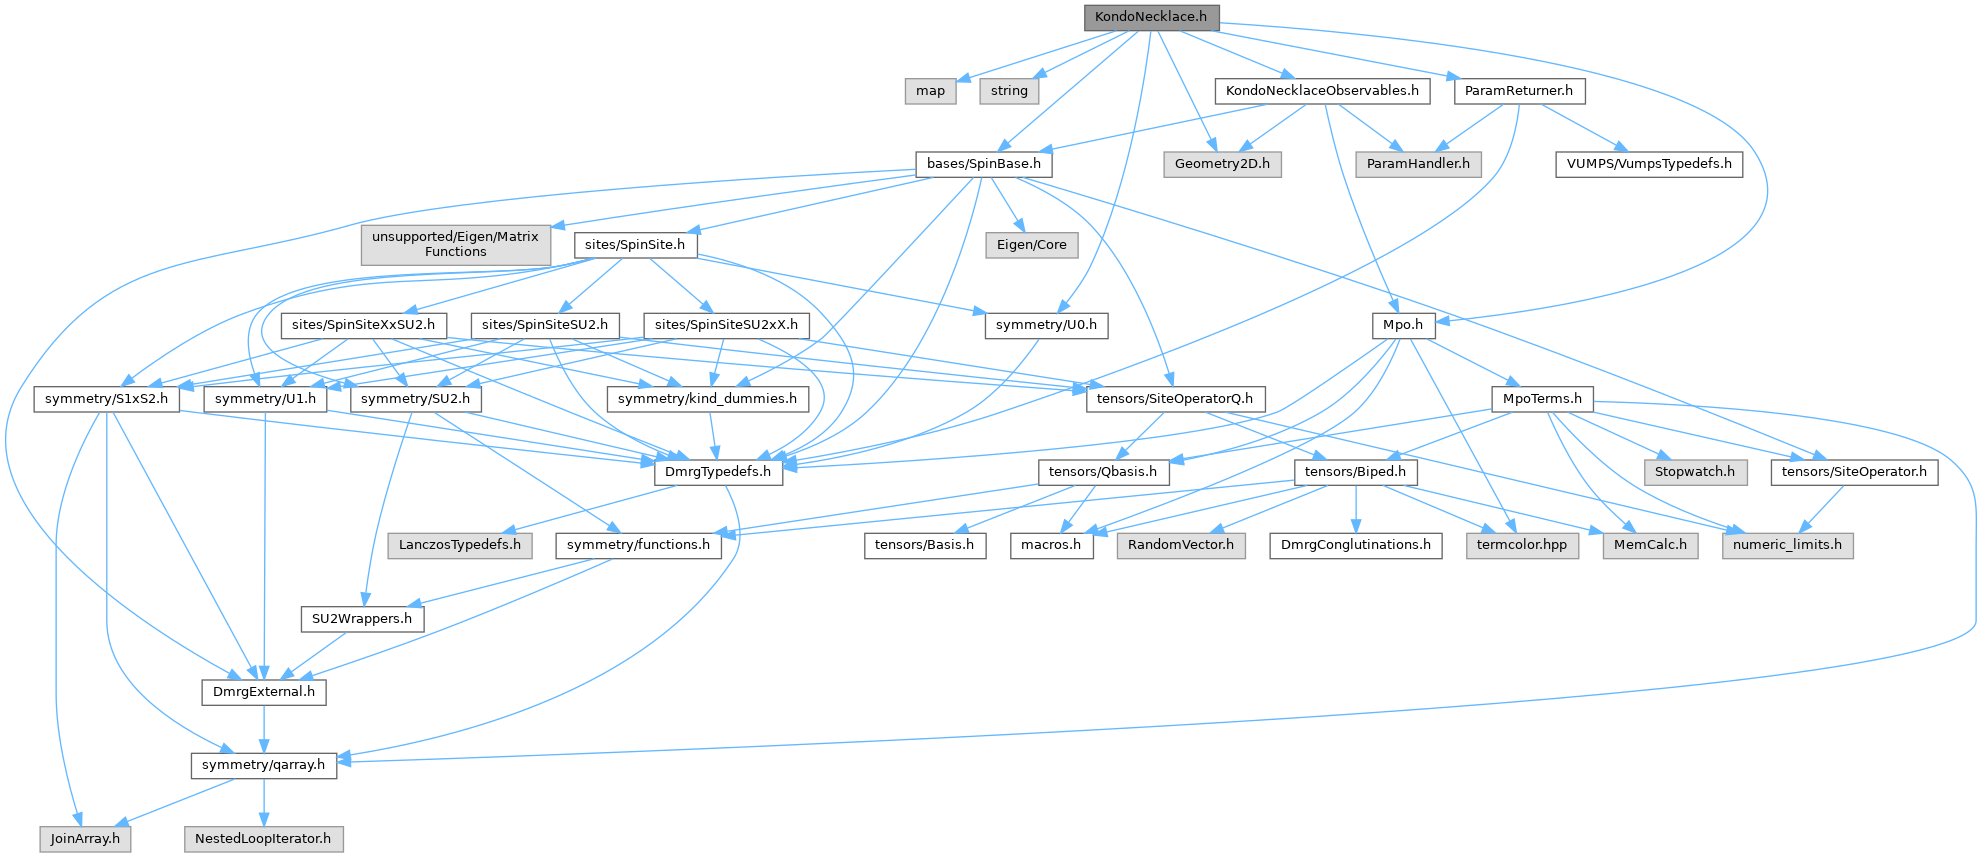 KondoNecklace.h
map
string
KondoNecklaceObservables.h
ParamReturner.h
bases/SpinBase.h
Geometry2D.h
ParamHandler.h
VUMPS/VumpsTypedefs.h
unsupported/Eigen/Matrix
Functions
sites/SpinSite.h
Eigen/Core
sites/SpinSiteXxSU2.h
sites/SpinSiteSU2.h
sites/SpinSiteSU2xX.h
symmetry/U0.h
Mpo.h
symmetry/S1xS2.h
symmetry/U1.h
symmetry/SU2.h
symmetry/kind_dummies.h
tensors/SiteOperatorQ.h
MpoTerms.h
DmrgTypedefs.h
tensors/Qbasis.h
tensors/Biped.h
Stopwatch.h
tensors/SiteOperator.h
LanczosTypedefs.h
symmetry/functions.h
tensors/Basis.h
macros.h
RandomVector.h
DmrgConglutinations.h
termcolor.hpp
MemCalc.h
numeric_limits.h
SU2Wrappers.h
DmrgExternal.h
symmetry/qarray.h
JoinArray.h
NestedLoopIterator.h